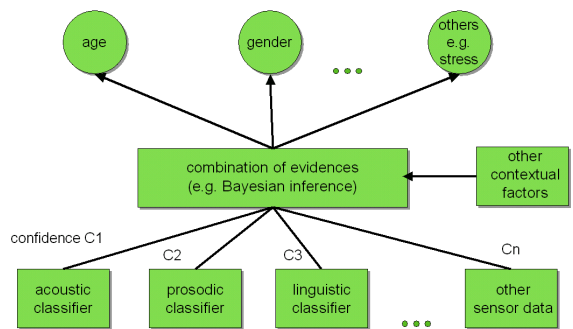 age
gender
others
e.g.
stress
combination of evidences
(e.g. Bayesian inference)
other
contextual
factors
confidence C1
C2
C3
Cn
acoustic
classifier
prosodic
classifier
linguistic
classifier
other
sensor data